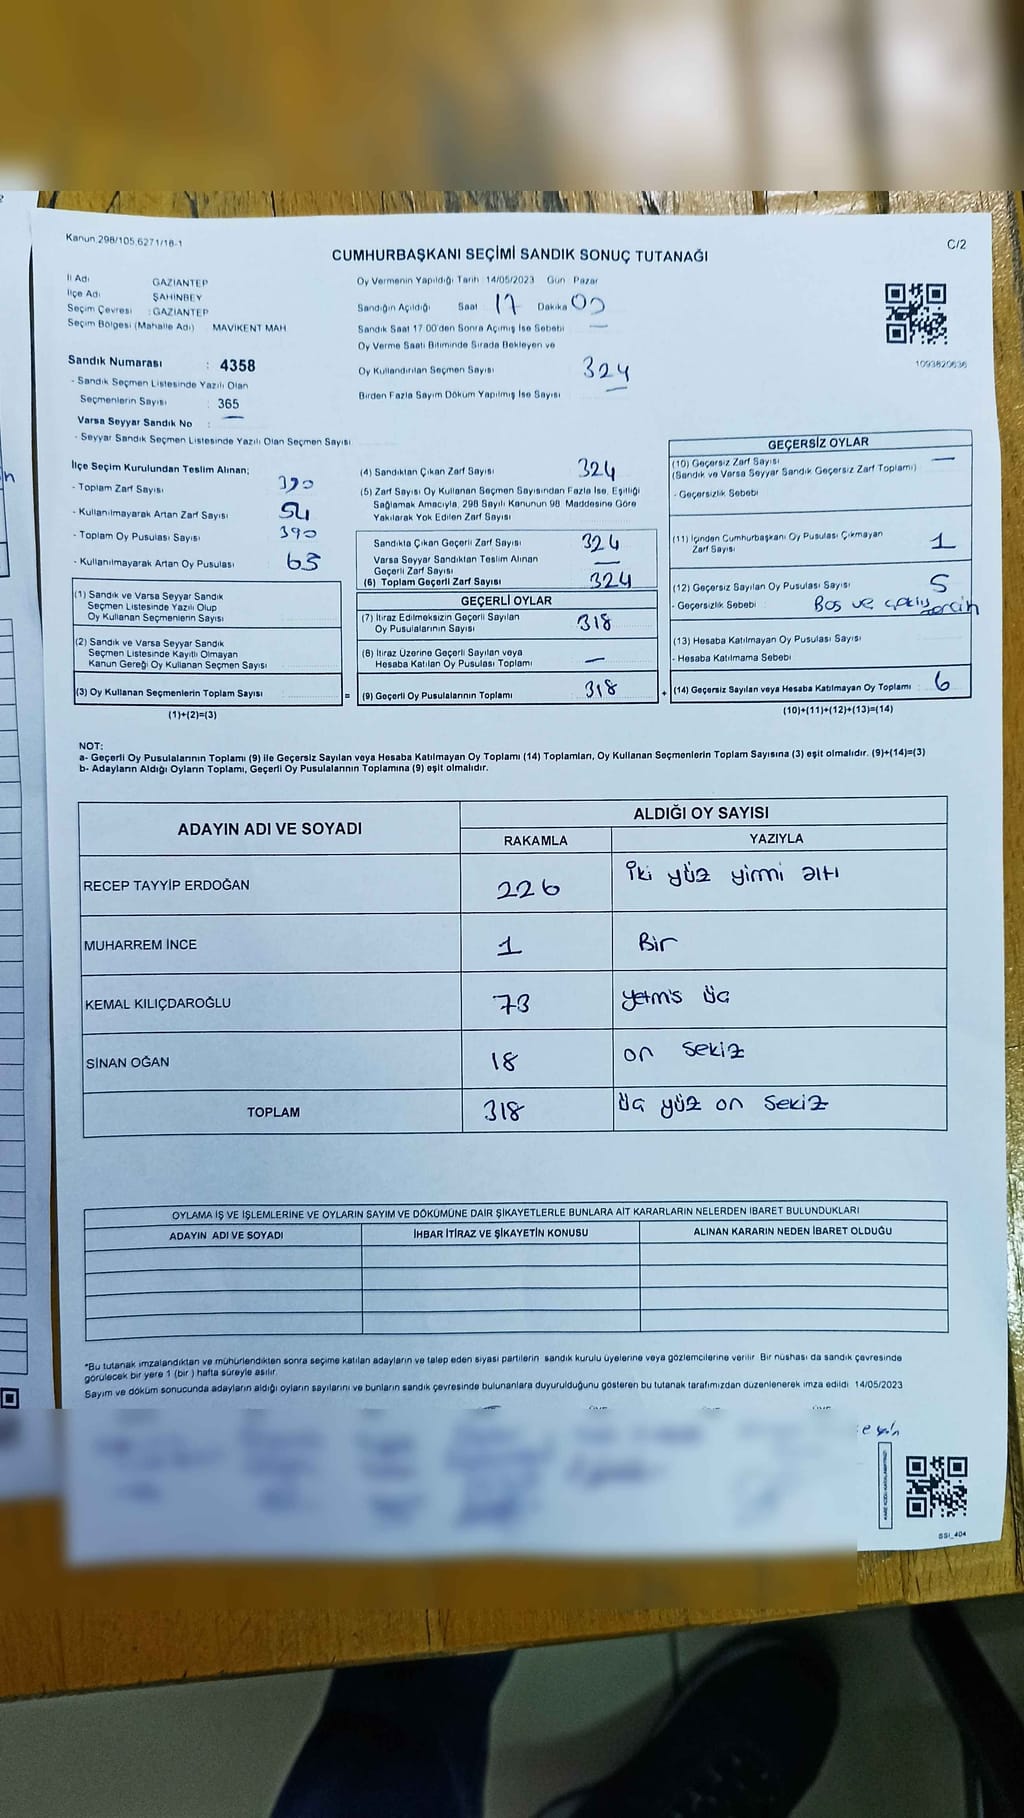 Kanun.298/105.6271/18-1
C/2
CUMHURBAŞKANI SEÇİMİ SANDIK SONUÇ TUTANAĞI
İl Adı GAZİANTEP
İlçe Adı ŞAHİNBEY
Seçim Çevresi : GAZİANTEP
Seçim Bölgesi (Mahalle Adı) MAVİKENT MAH
Sandık Numarası : 4358
- Sandık Seçmen Listesinde Yazılı Olan
Seçmenlerin Sayısı : 365
Varsa Seyyar Sandık No :
- Seyyar Sandık Seçmen Listesinde Yazılı Olan Seçmen Sayısı
Oy Vermenin Yapıldığı Tarih 14/05/2023 Gün : Pazar
Sandığın Açıldığı Saat 17 Dakika 00
Sandık Saat 17 00'den Sonra Açımış İse Sebebi —
Oy Verme Saati Bitiminde Sırada Bekleyen ve
Oy Kullandırılan Seçmen Sayısı 324
Birden Fazla Sayım Döküm Yapılmış İse Sayısı
1093820636
İlçe Seçim Kurulundan Teslim Alınan;
- Toplam Zarf Sayısı 390
- Kullanılmayarak Artan Zarf Sayısı 54
- Toplam Oy Pusulası Sayısı 390
- Kullanılmayarak Artan Oy Pusulası 63
(1) Sandık ve Varsa Seyyar Sandık
Seçmen Listesinde Yazılı Olup
Oy Kullanan Seçmenlerin Sayısı
(2) Sandık ve Varsa Seyyar Sandık
Seçmen Listesinde Kayıtlı Olmayan
Kanun Gereği Oy Kullanan Seçmen Sayısı
(3) Oy Kullanan Seçmenlerin Toplam Sayısı =
(1)+(2)=(3)
(4) Sandıktan Çıkan Zarf Sayısı 324
(5) Zarf Sayısı Oy Kullanan Seçmen Sayısından Fazla İse, Eşitliği
Sağlamak Amacıyla; 298 Sayılı Kanunun 98 Maddesine Göre
Yakılarak Yok Edilen Zarf Sayısı
Sandıkta Çıkan Geçerli Zarf Sayısı 324
Varsa Seyyar Sandıktan Teslim Alınan
Geçerli Zarf Sayısı —
(6) Toplam Geçerli Zarf Sayısı 324
GEÇERLİ OYLAR
(7) İtiraz Edilmeksizin Geçerli Sayılan
Oy Pusulalarının Sayısı 318
(8) İtiraz Üzerine Geçerli Sayılan veya
Hesaba Katılan Oy Pusulası Toplamı —
(9) Geçerli Oy Pusulalarının Toplamı 318 +
GEÇERSİZ OYLAR
(10) Geçersiz Zarf Sayısı —
(Sandık ve Varsa Seyyar Sandık Geçersiz Zarf Toplamı)
- Geçersizlik Sebebi
(11) İçinden Cumhurbaşkanı Oy Pusulası Çıkmayan
Zarf Sayısı 1
(12) Geçersiz Sayılan Oy Pusulası Sayısı 5
- Geçersizlik Sebebi : Boş ve
(13) Hesaba Katılmayan Oy Pusulası Sayısı
- Hesaba Katılmama Sebebi
(14) Geçersiz Sayılan veya Hesaba Katılmayan Oy Toplamı 6
(10)+(11)+(12)+(13)=(14)
NOT:
a- Geçerli Oy Pusulalarının Toplamı (9) ile Geçersiz Sayılan veya Hesaba Katılmayan Oy Toplamı (14) Toplamları, Oy Kullanan Seçmenlerin Toplam Sayısına (3) eşit olmalıdır. (9)+(14)=(3)
b- Adayların Aldığı Oyların Toplamı, Geçerli Oy Pusulalarının Toplamına (9) eşit olmalıdır.
ADAYIN ADI VE SOYADI ALDIĞI OY SAYISI
RAKAMLA YAZIYLA
RECEP TAYYİP ERDOĞAN 226 iki yüz yirmi altı
MUHARREM İNCE 1 Bir
KEMAL KILIÇDAROĞLU 73 yetmiş üç
SİNAN OĞAN 18 on sekiz
TOPLAM 318 üç yüz on sekiz
OYLAMA İŞ VE İŞLEMLERİNE VE OYLARIN SAYIM VE DÖKÜMÜNE DAİR ŞİKAYETLERLE BUNLARA AİT KARARLARIN NELERDEN İBARET BULUNDUKLARI
ADAYIN ADI VE SOYADI İHBAR İTİRAZ VE ŞİKAYETİN KONUSU ALINAN KARARIN NEDEN İBARET OLDUĞU
*Bu tutanak imzalandıktan ve mühürlendikten sonra seçime katılan adayların ve talep eden siyasi partilerin sandık kurulu üyelerine veya gözlemcilerine verilir. Bir nüshası da sandık çevresinde
görülecek bir yere 1 (bir ) hafta süreyle asılır.
Sayım ve döküm sonucunda adayların aldığı oyların sayılarını ve bunların sandık çevresinde bulunanlara duyurulduğunu gösteren bu tutanak tarafımızdan düzenlenerek imza edildi. 14/05/2023
SSI_404